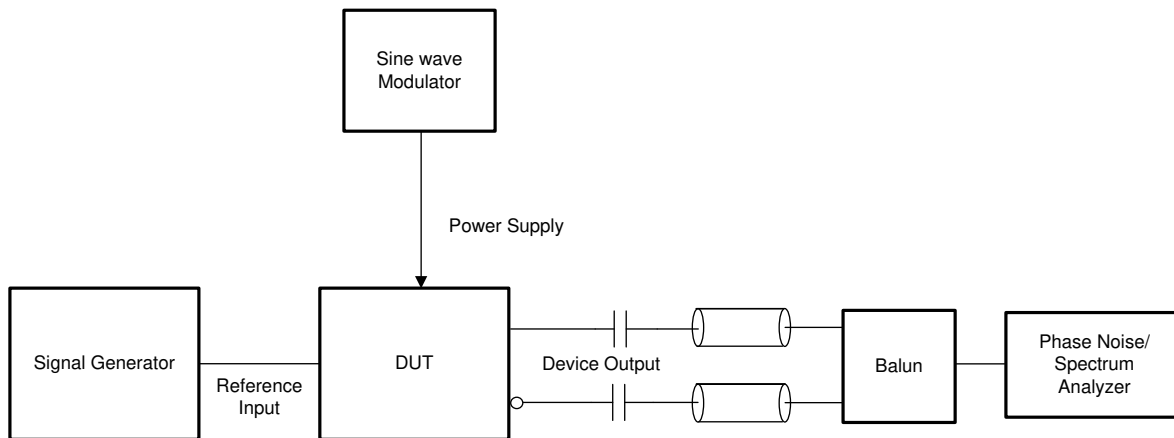 Sine wave
Modulator
Power Supply
Signal Generator
Reference
Input
DUT
Device Output
Balun
Phase Noise/
Spectrum
Analyzer